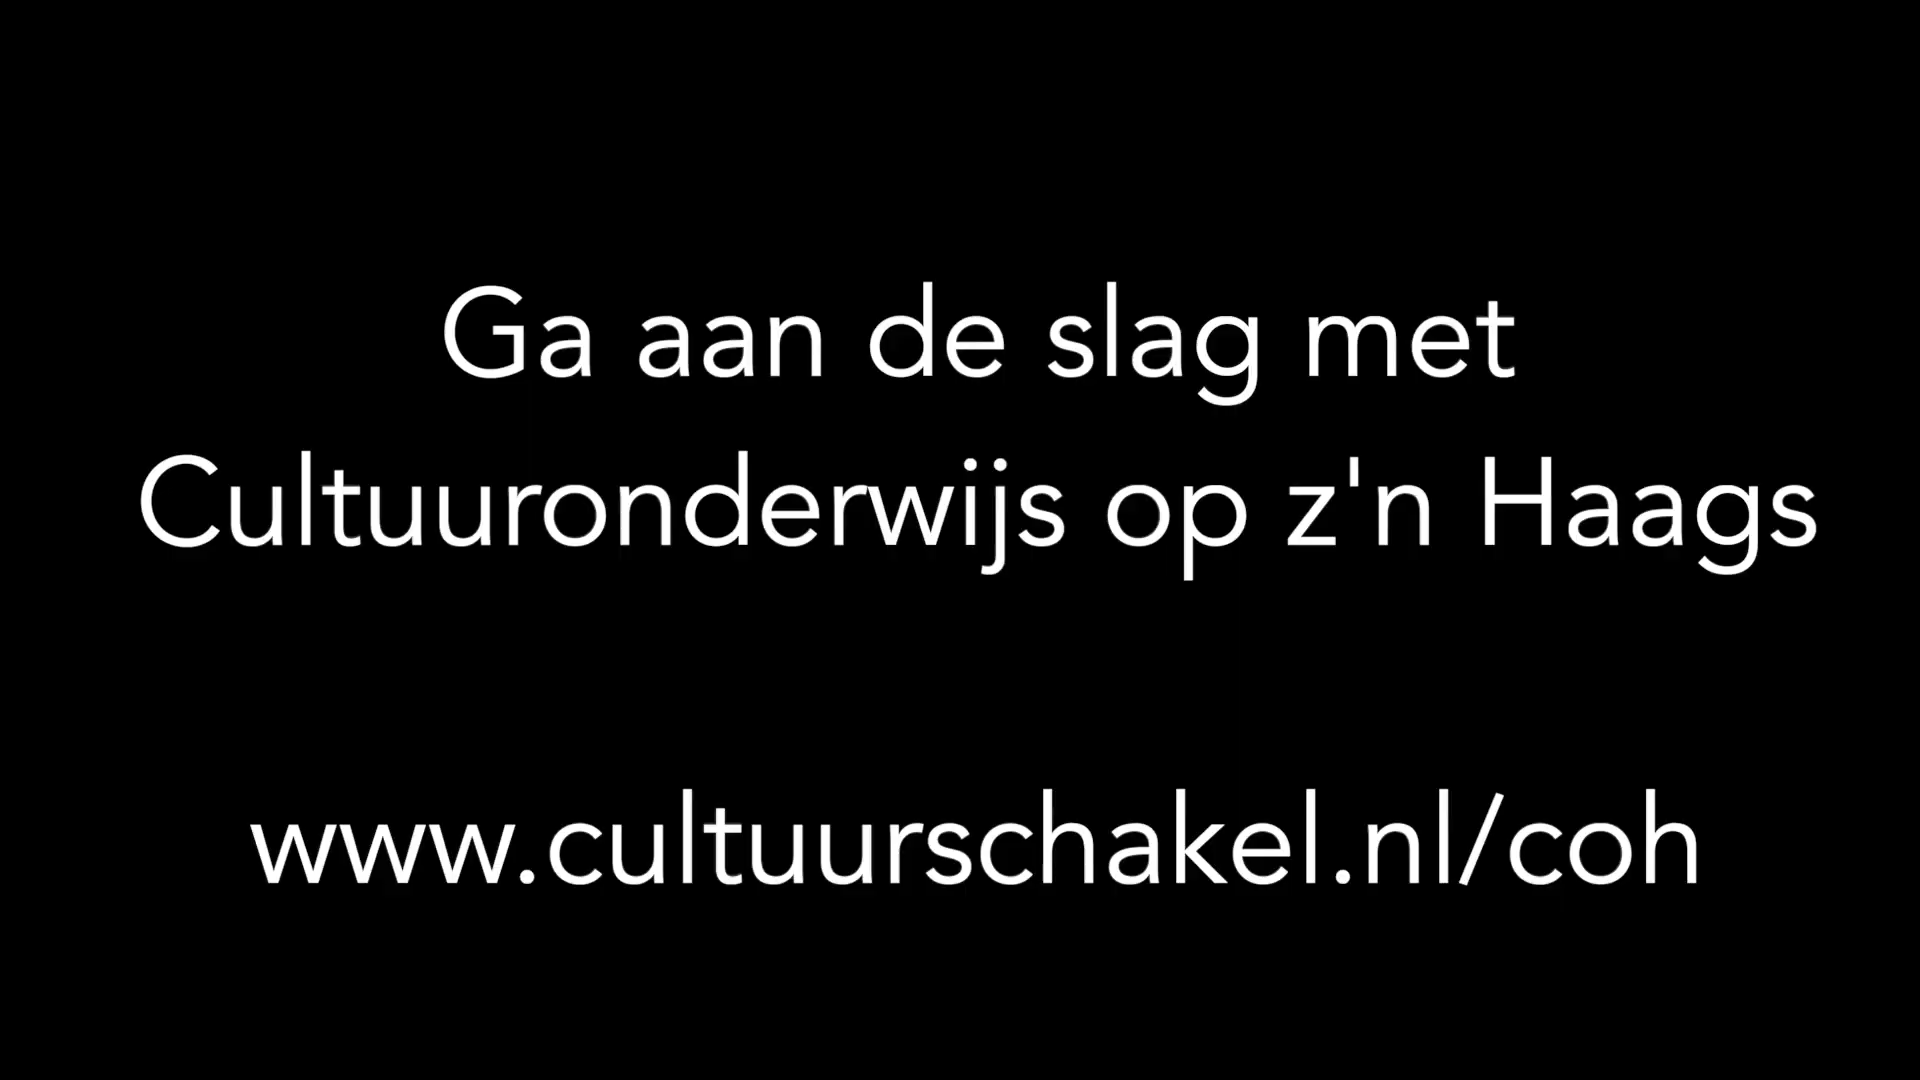 Ga aan de slag met
Cultuuronderwijs op z'n Haags
www.cultuurschakel.nl/coh